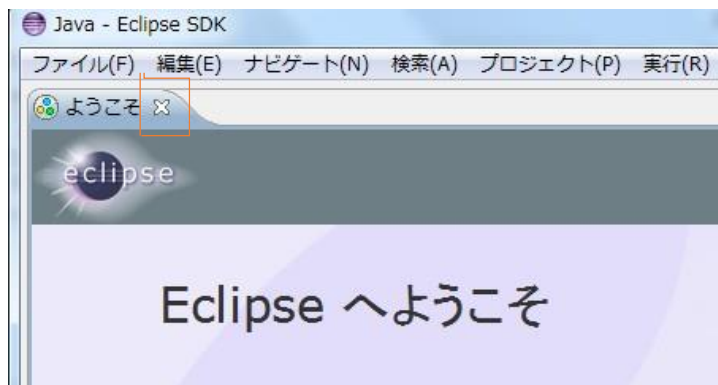 Java - Eclipse SDK
ファイル(F) 編集(E) ナビゲート(N) 検索(A) プロジェクト(P) 実行(R)
ようこそ
eclipse
Eclipse へようこそ